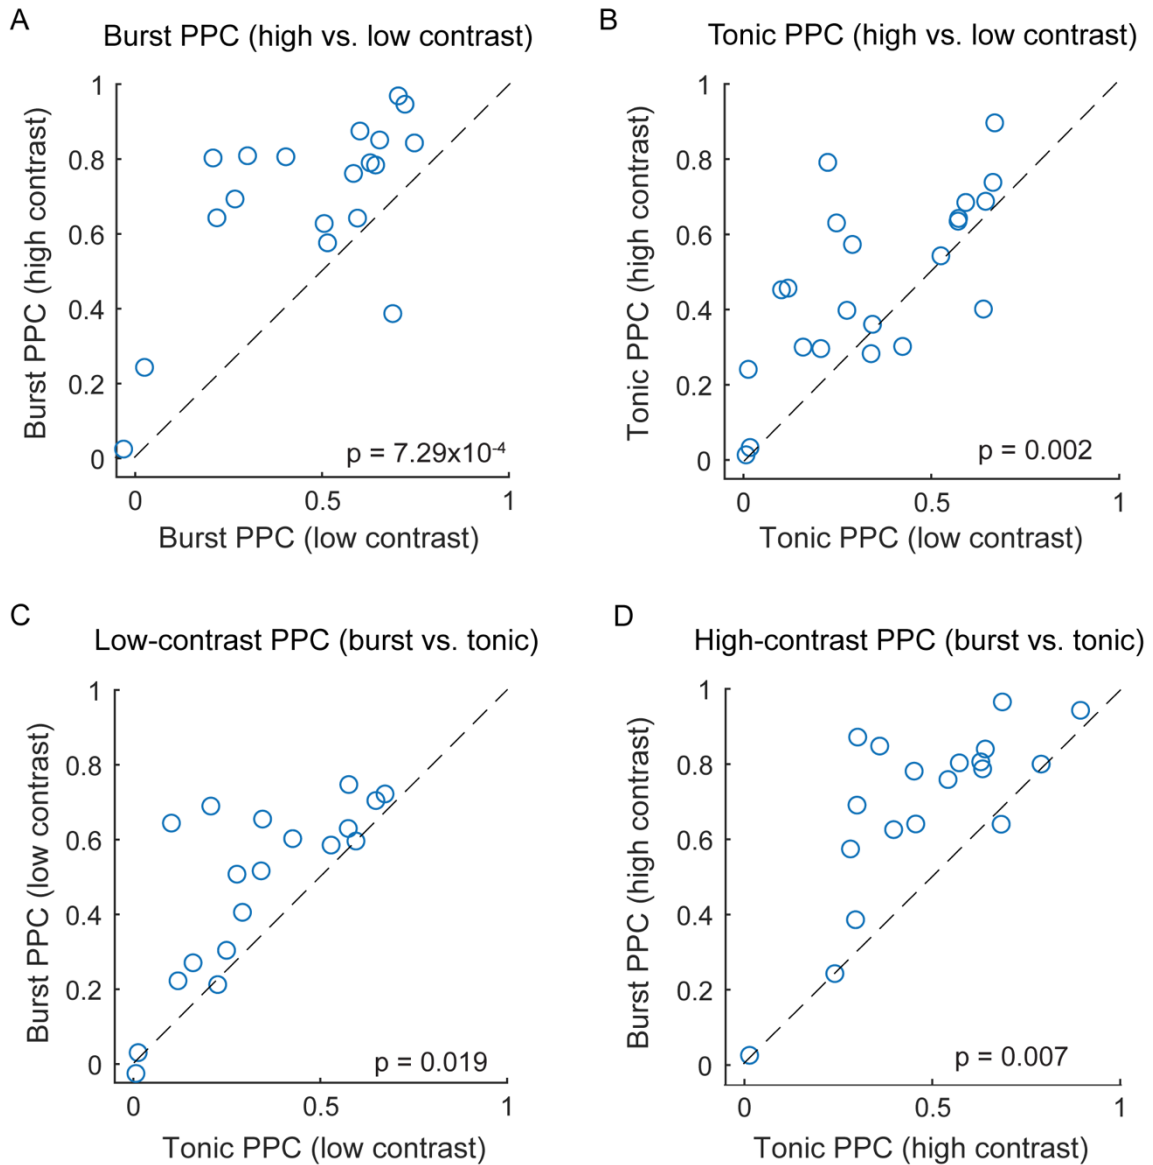 A
Burst PPC (high vs. low contrast)
1
0.8
0.6
0.4
0.2
0
Burst PPC (high contrast)
p = 7.29x10-4
0 0.5 1
Burst PPC (low contrast)
B
Tonic PPC (high vs. low contrast)
1
0.8
0.6
0.4
0.2
0
Tonic PPC (high contrast)
p = 0.002
0 0.5 1
Tonic PPC (low contrast)
C
Low-contrast PPC (burst vs. tonic)
1
0.8
0.6
0.4
0.2
0
Burst PPC (low contrast)
p = 0.019
0 0.5 1
Tonic PPC (low contrast)
D
High-contrast PPC (burst vs. tonic)
1
0.8
0.6
0.4
0.2
0
Burst PPC (high contrast)
p = 0.007
0 0.5 1
Tonic PPC (high contrast)